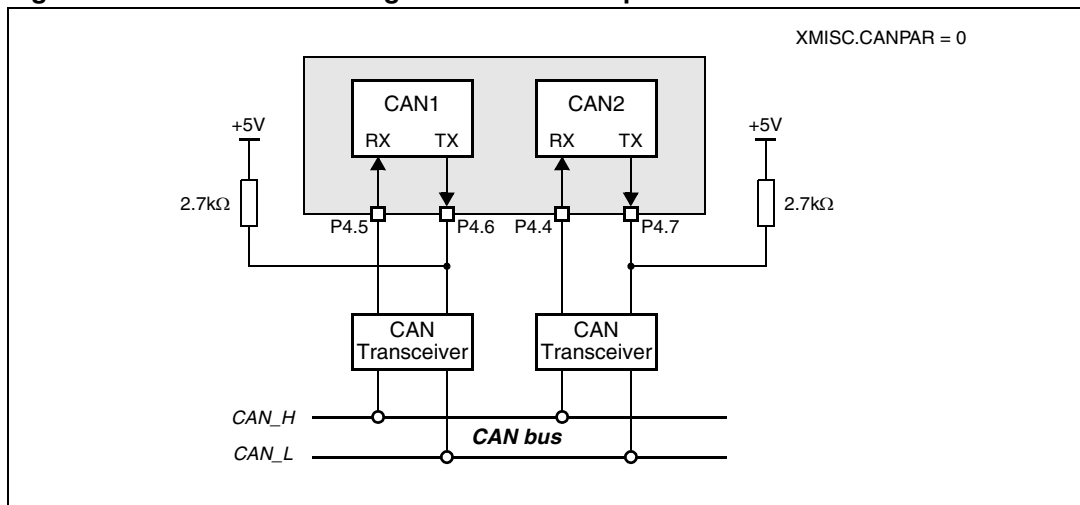 XMISC.CANPAR = 0
CAN1
CAN2
+5V
RX
TX
RX
TX
+5V
2.7kΩ
2.7kΩ
P4.5
P4.6
P4.4
P4.7
CAN
Transceiver
CAN
Transceiver
CAN_H
CAN bus
CAN_L